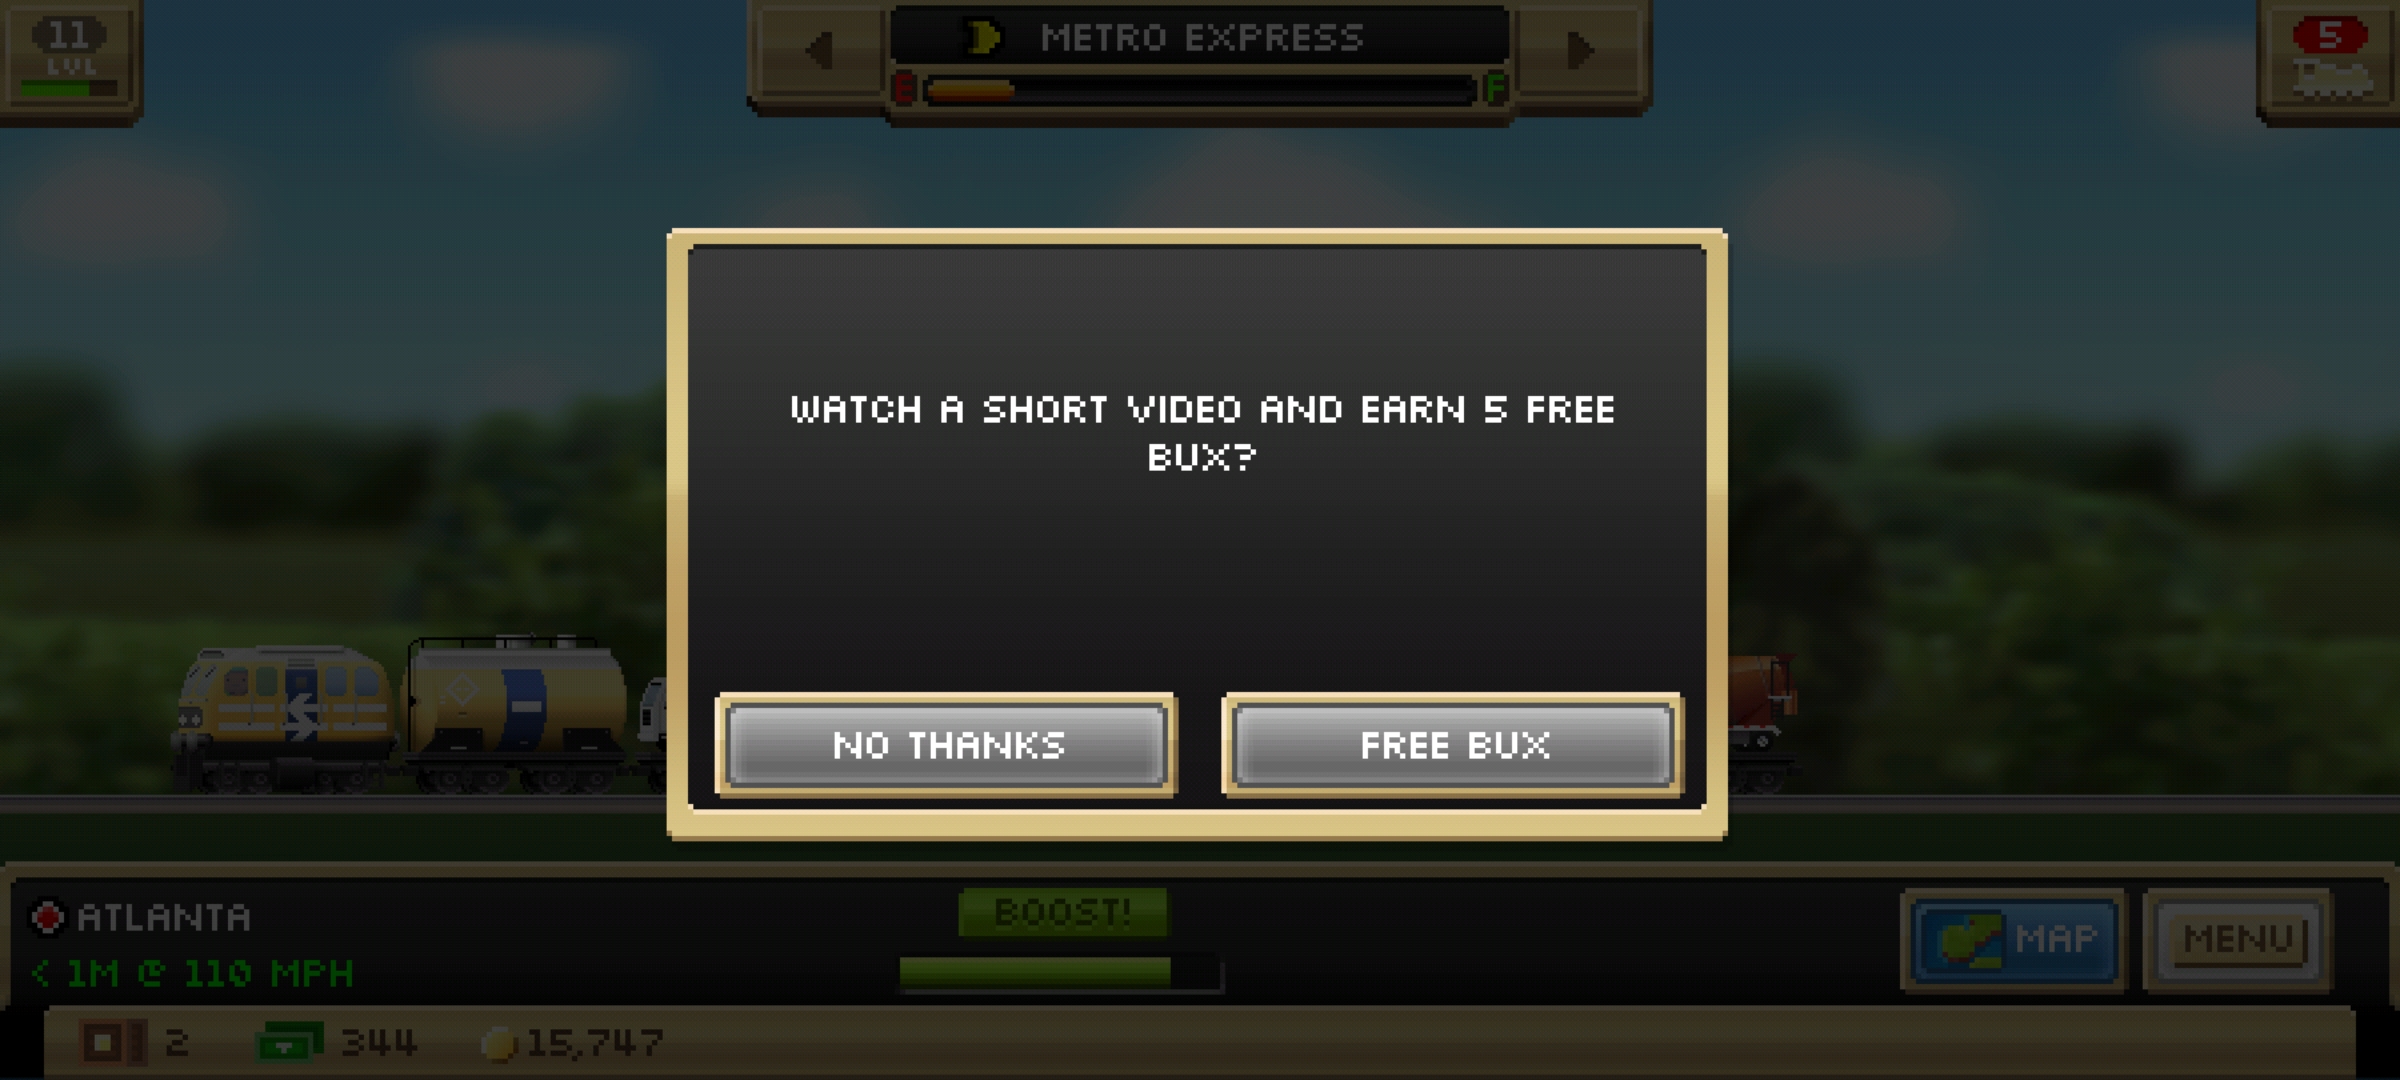 11
LVL
METRO EXPRESS
E F
5
WATCH A SHORT VIDEO AND EARN 5 FREE
BUX?
NO THANKS FREE BUX
ATLANTA
< 1M @ 110 MPH
BOOST!
MAP MENU
2 344 15,747